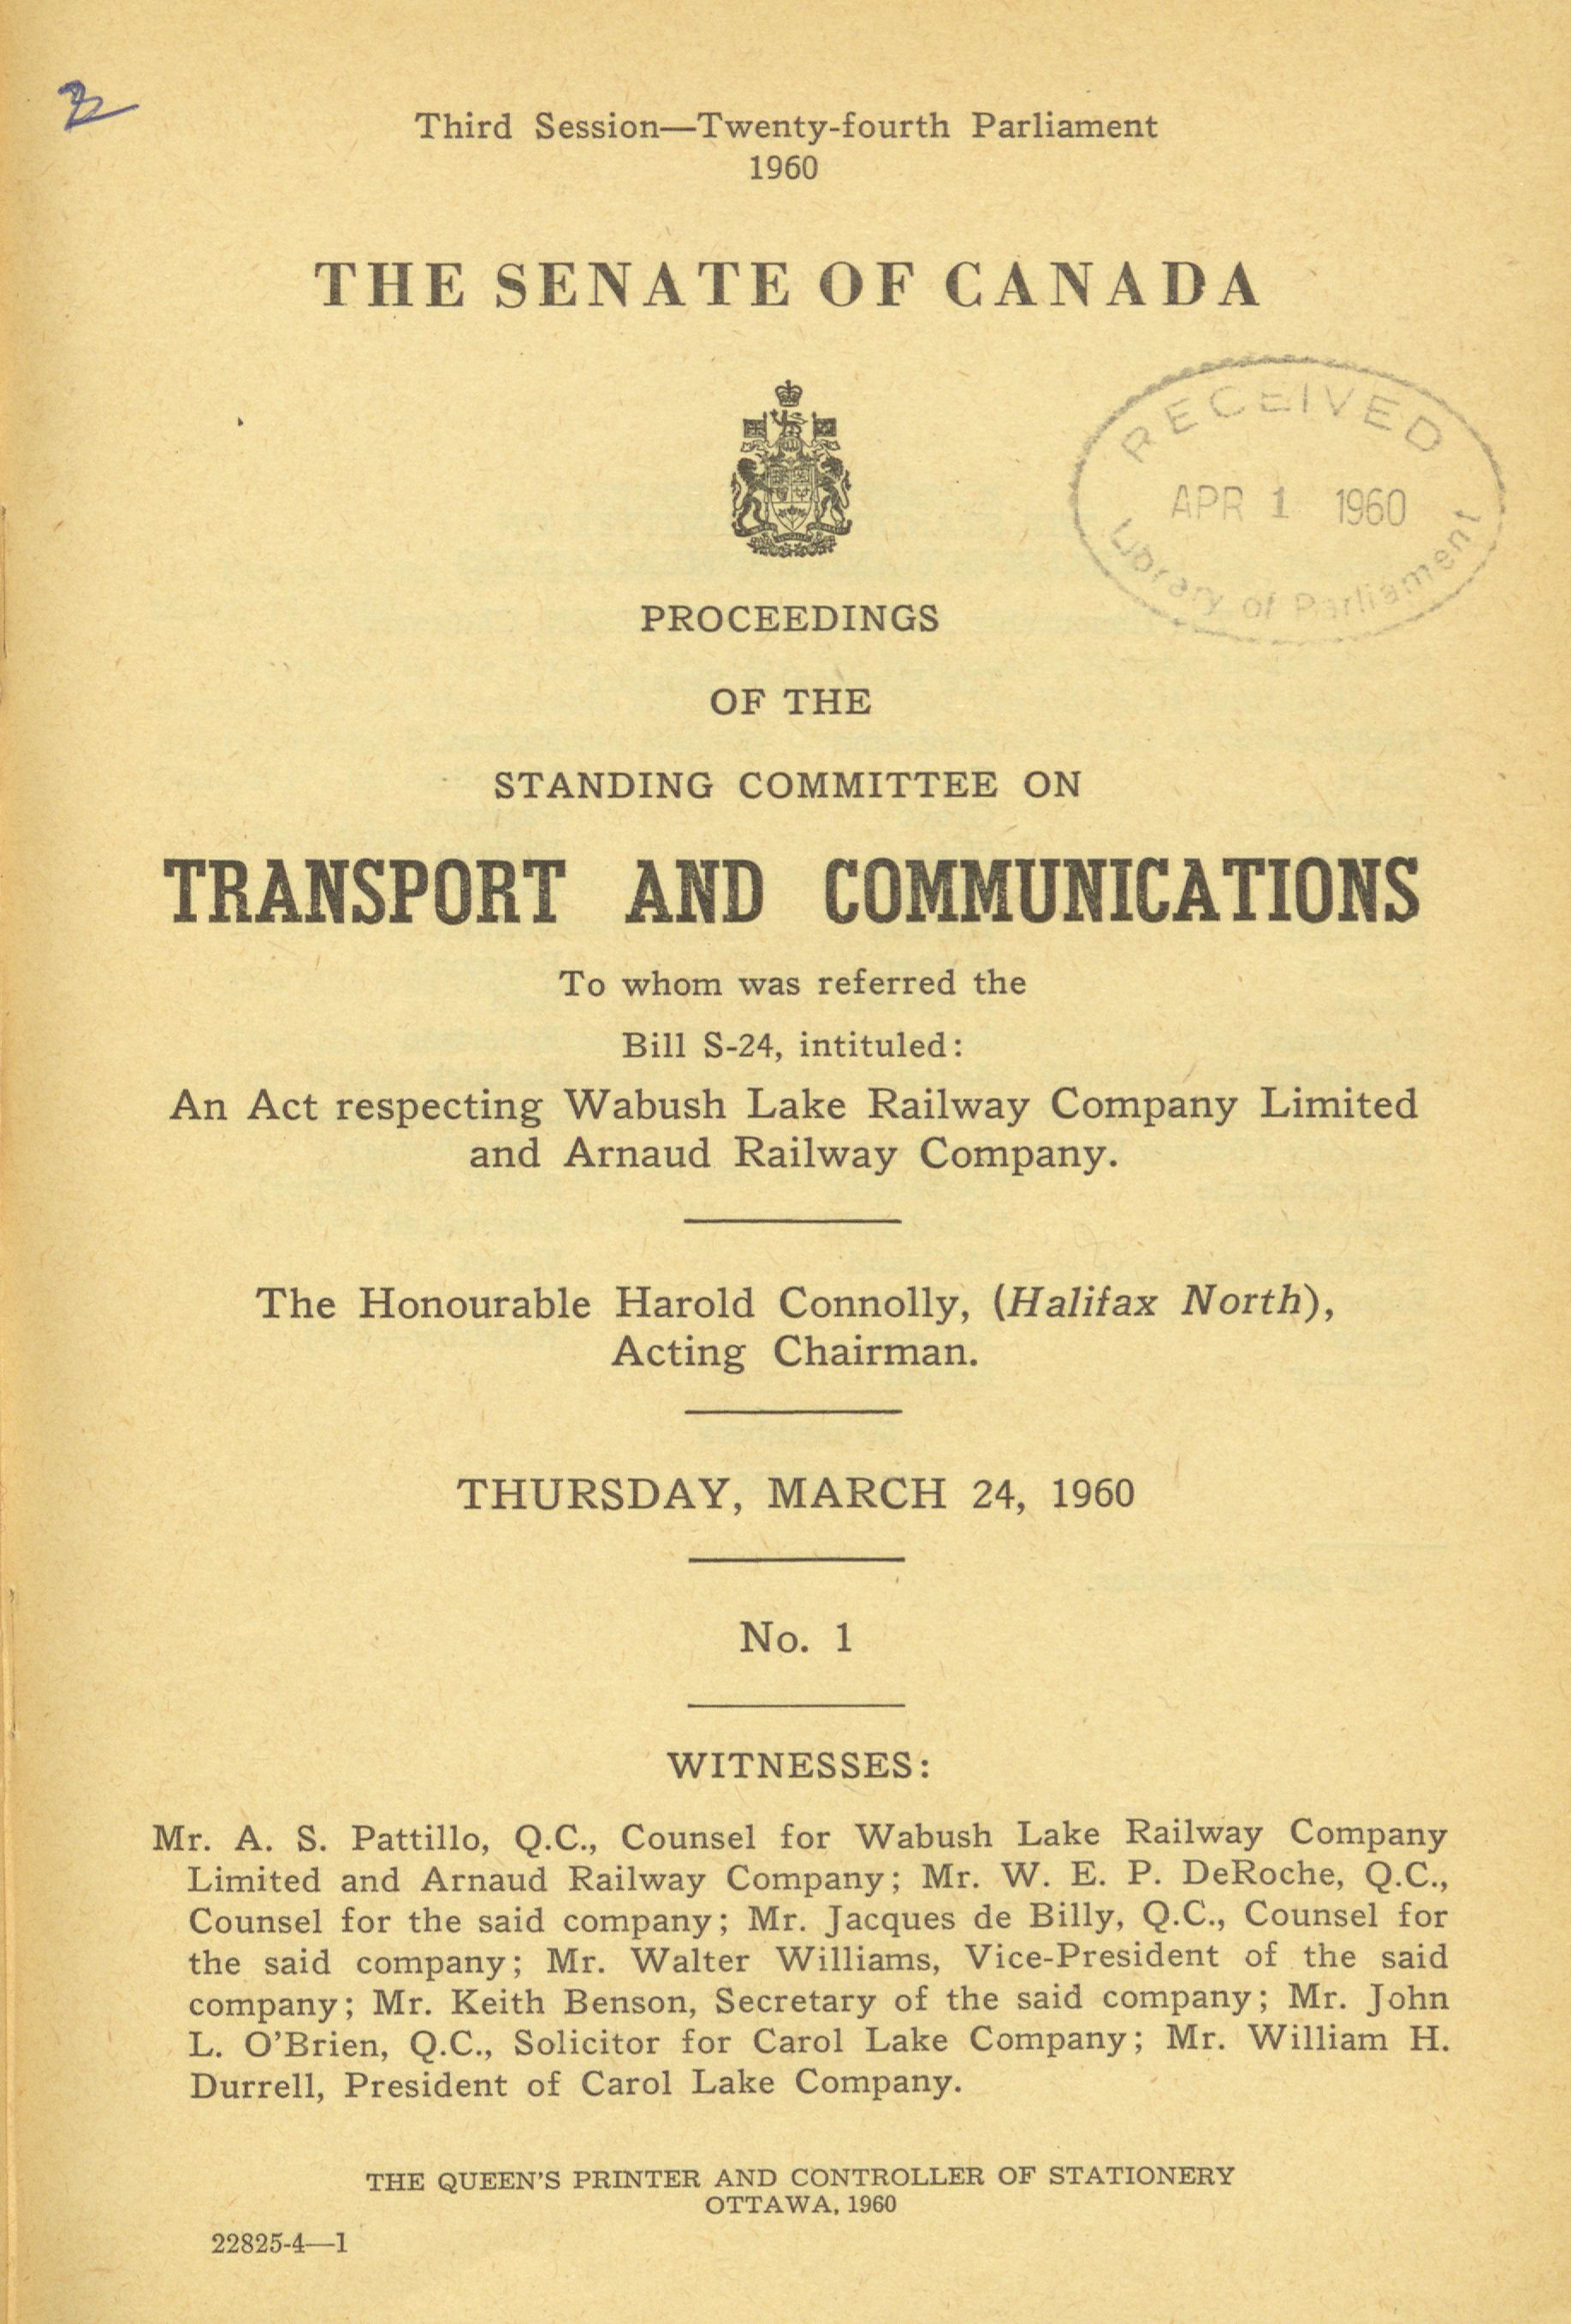 Third Session—Twenty-fourth Parliament
1960
THE SENATE OF CANADA
RECEIVED
APR 1 1960
Library of Parliament
PROCEEDINGS
OF THE
STANDING COMMITTEE ON
TRANSPORT AND COMMUNICATIONS
To whom was referred the
Bill S-24, intituled:
An Act respecting Wabush Lake Railway Company Limited
and Arnaud Railway Company.
The Honourable Harold Connolly, (Halifax North),
Acting Chairman.
THURSDAY, MARCH 24, 1960
No. 1
WITNESSES:
Mr. A. S. Pattillo, Q.C., Counsel for Wabush Lake Railway Company
Limited and Arnaud Railway Company; Mr. W. E. P. DeRoche, Q.C.,
Counsel for the said company; Mr. Jacques de Billy, Q.C., Counsel for
the said company; Mr. Walter Williams, Vice-President of the said
company; Mr. Keith Benson, Secretary of the said company; Mr. John
L. O'Brien, Q.C., Solicitor for Carol Lake Company; Mr. William H.
Durrell, President of Carol Lake Company.
THE QUEEN'S PRINTER AND CONTROLLER OF STATIONERY
OTTAWA, 1960
22825-4—1